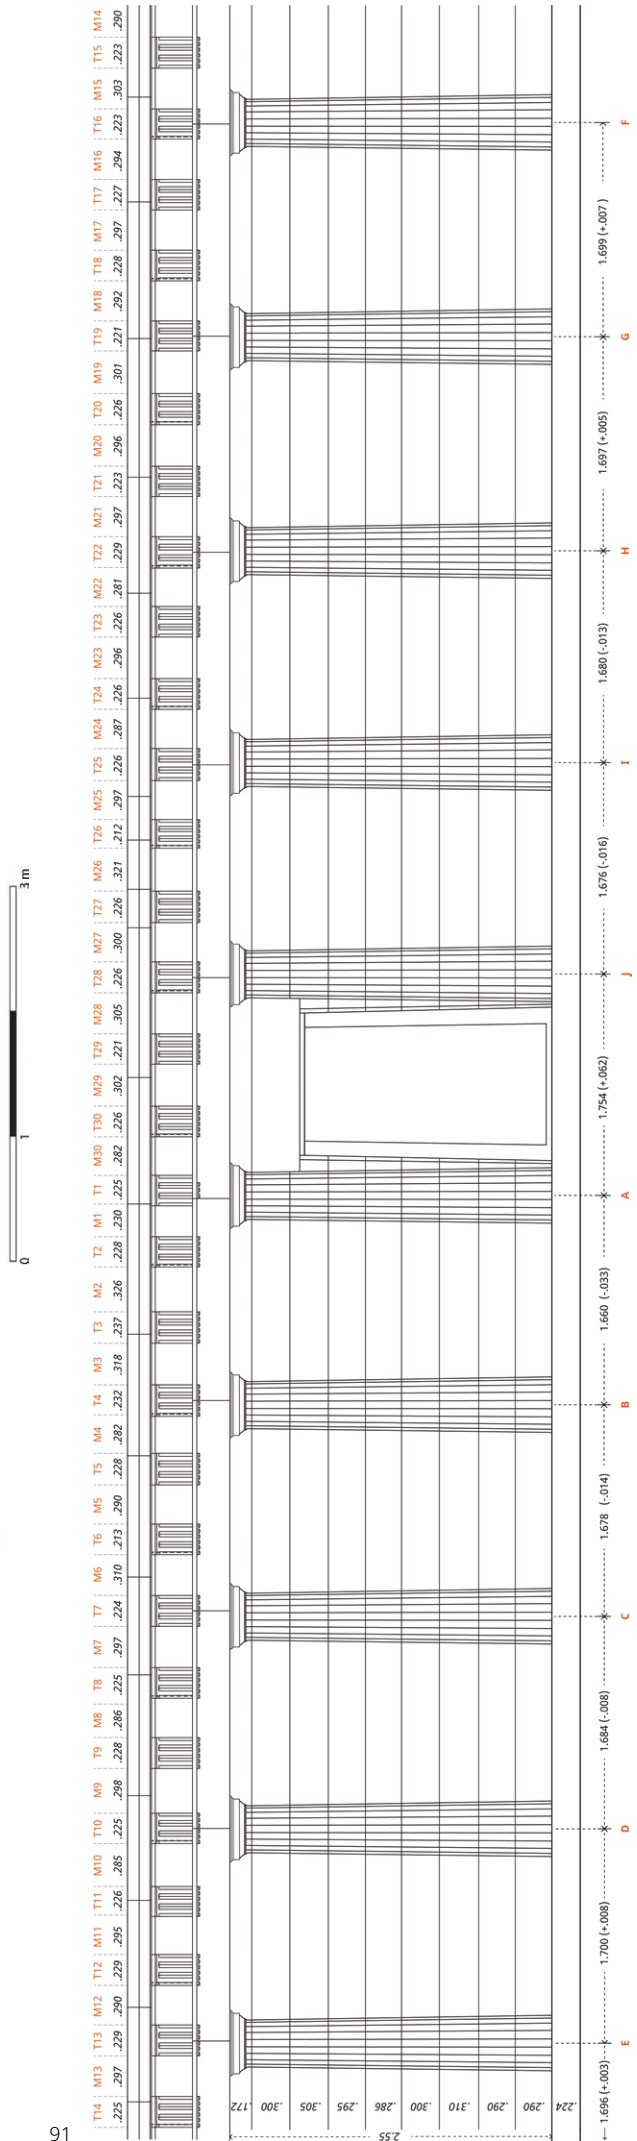 0 1 3 m
T14 M13 T13 M12 T12 M11 T11 M10 T10 M9 T9 M8 T8 M7 T7 M6 T6 M5 T5 M4 T4 M3 T3 M2 T2 M1 T1 M30 T30 M29 T29 M28 T28 M27 T27 M26 T26 M25 T25 M24 T24 M23 T23 M22 T22 M21 T21 M20 T20 M19 T19 M18 T18 M17 T17 M16 T16 M15 T15 M14
.225 .297 .229 .290 .229 .295 .226 .285 .225 .298 .228 .286 .225 .297 .224 .310 .213 .290 .228 .282 .232 .318 .237 .326 .228 .230 .225 .282 .226 .302 .221 .305 .226 .300 .226 .321 .212 .297 .226 .287 .226 .296 .226 .281 .229 .297 .223 .296 .226 .301 .221 .292 .228 .297 .227 .294 .223 .303 .223 .290
2.55
.172
.300
.305
.295
.286
.300
.310
.290
.290
.224
1.696 (+.003) 1.700 (+.008) 1.684 (-.008) 1.678 (-.014) 1.660 (-.033) 1.754 (+.062) 1.676 (-.016) 1.680 (-.013) 1.697 (+.005) 1.699 (+.007 )
E D C B A J I H G F
91